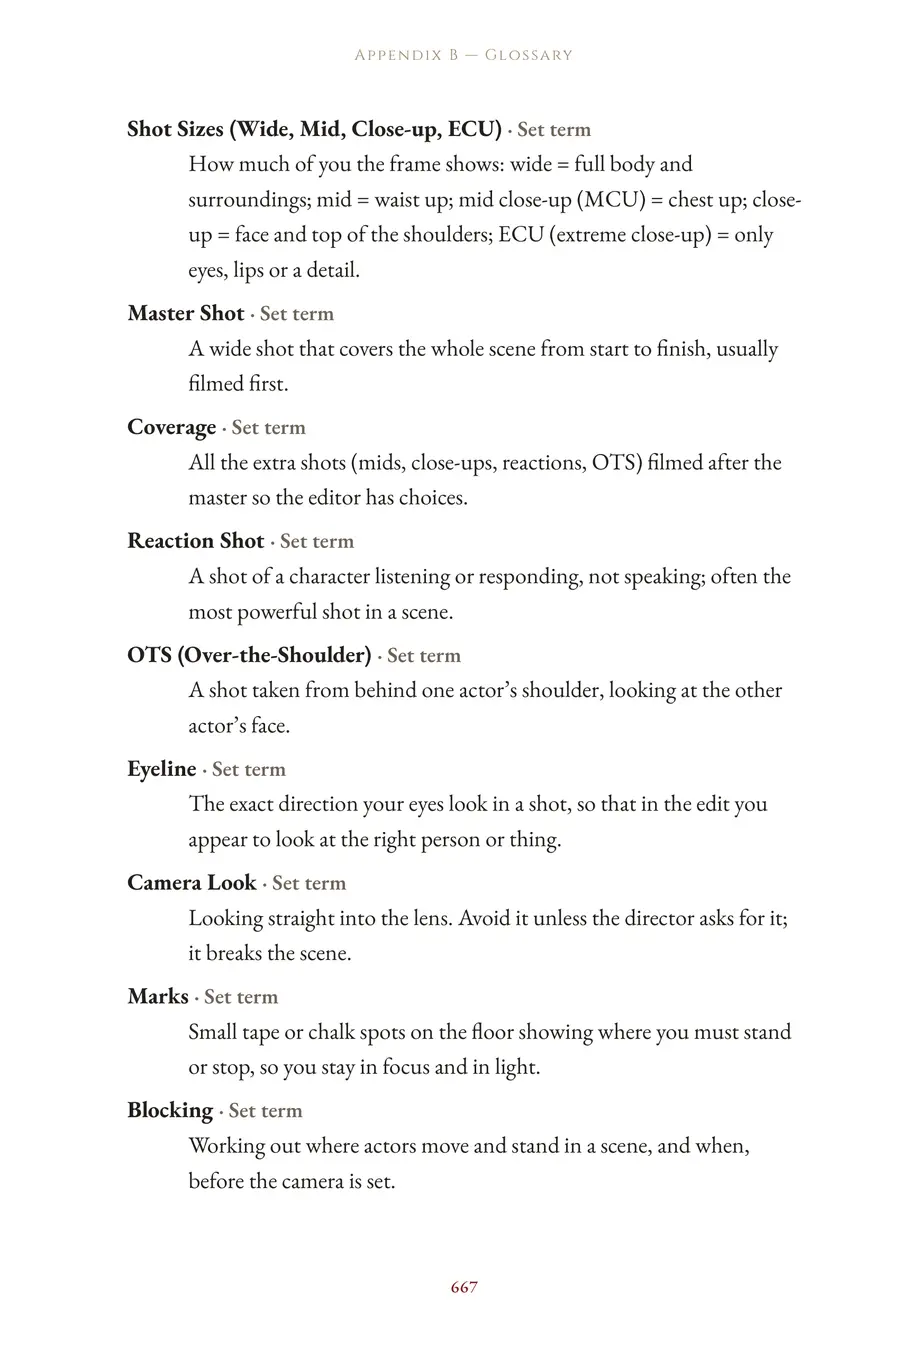 Appendix B — Glossary
Shot Sizes (Wide, Mid, Close-up, ECU) · Set term
How much of you the frame shows: wide = full body and
surroundings; mid = waist up; mid close-up (MCU) = chest up; close-
up = face and top of the shoulders; ECU (extreme close-up) = only
eyes, lips or a detail.
Master Shot · Set term
A wide shot that covers the whole scene from start to finish, usually
filmed first.
Coverage · Set term
All the extra shots (mids, close-ups, reactions, OTS) filmed after the
master so the editor has choices.
Reaction Shot · Set term
A shot of a character listening or responding, not speaking; often the
most powerful shot in a scene.
OTS (Over-the-Shoulder) · Set term
A shot taken from behind one actor’s shoulder, looking at the other
actor’s face.
Eyeline · Set term
The exact direction your eyes look in a shot, so that in the edit you
appear to look at the right person or thing.
Camera Look · Set term
Looking straight into the lens. Avoid it unless the director asks for it;
it breaks the scene.
Marks · Set term
Small tape or chalk spots on the floor showing where you must stand
or stop, so you stay in focus and in light.
Blocking · Set term
Working out where actors move and stand in a scene, and when,
before the camera is set.
667